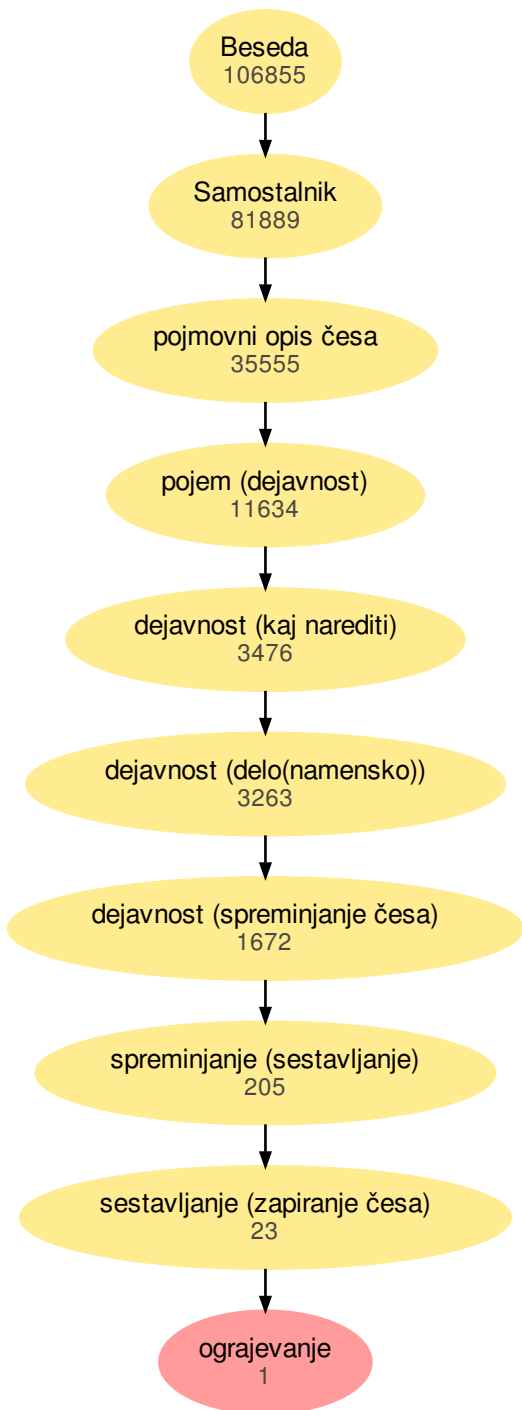 Beseda
106855
Samostalnik
81889
pojmovni opis česa
35555
pojem (dejavnost)
11634
dejavnost (kaj narediti)
3476
dejavnost (delo(namensko))
3263
dejavnost (spreminjanje česa)
1672
spreminjanje (sestavljanje)
205
sestavljanje (zapiranje česa)
23
ograjevanje
1